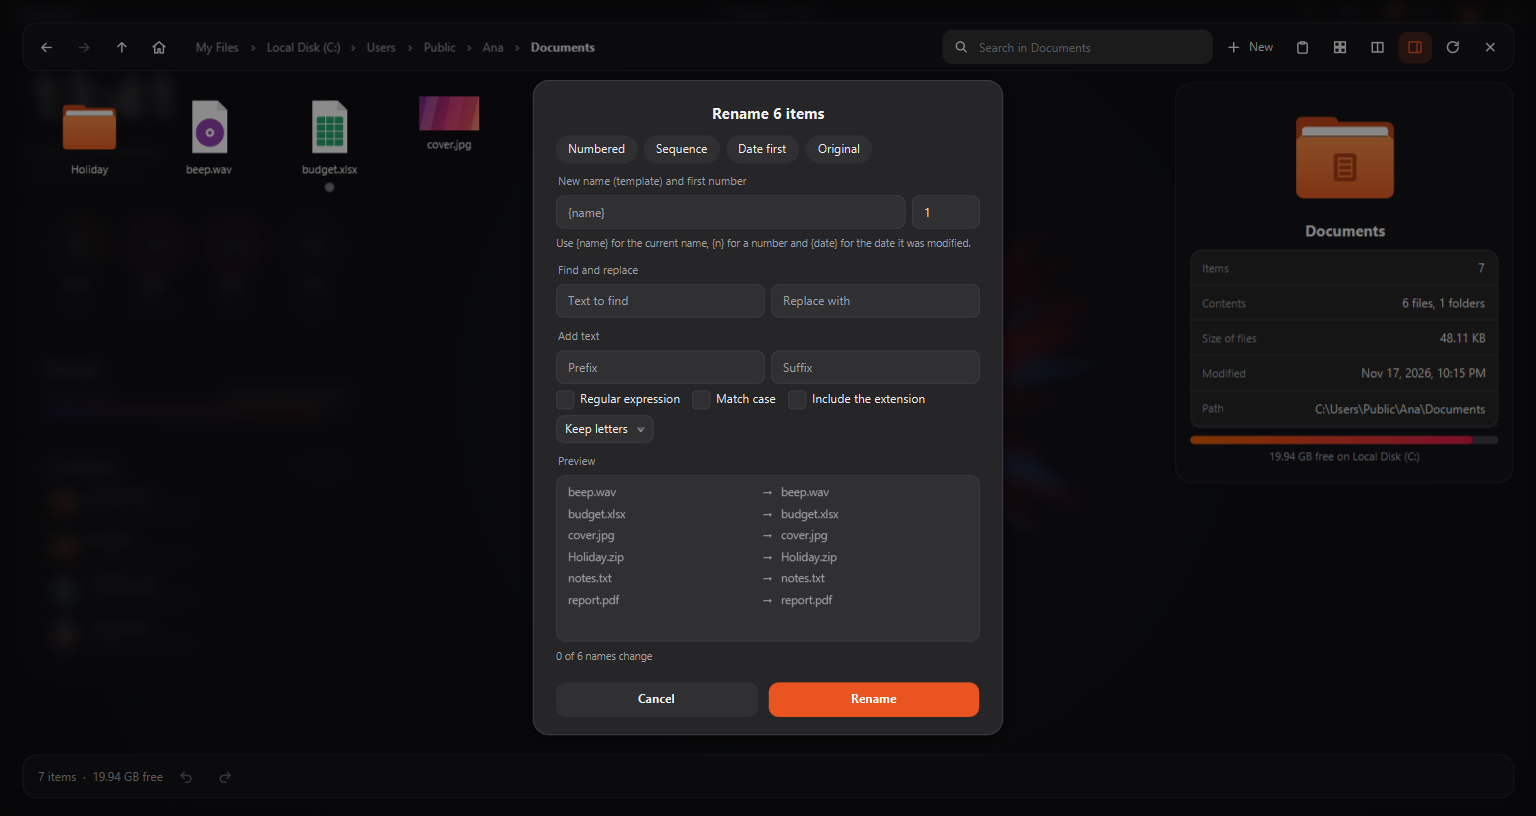 My Files › Local Disk (C:) › Users › Public › Ana › Documents
Search in Documents
New
Holiday
beep.wav
budget.xlsx
cover.jpg
Rename 6 items
Numbered Sequence Date first Original
New name (template) and first number
{name} 1
Use {name} for the current name, {n} for a number and {date} for the date it was modified.
Find and replace
Text to find Replace with
Add text
Prefix Suffix
Regular expression Match case Include the extension
Keep letters
Preview
beep.wav → beep.wav
budget.xlsx → budget.xlsx
cover.jpg → cover.jpg
Holiday.zip → Holiday.zip
notes.txt → notes.txt
report.pdf → report.pdf
0 of 6 names change
Cancel Rename
Documents
Items 7
Contents 6 files, 1 folders
Size of files 48.11 KB
Modified Nov 17, 2026, 10:15 PM
Path C:\Users\Public\Ana\Documents
19.94 GB free on Local Disk (C:)
7 items · 19.94 GB free